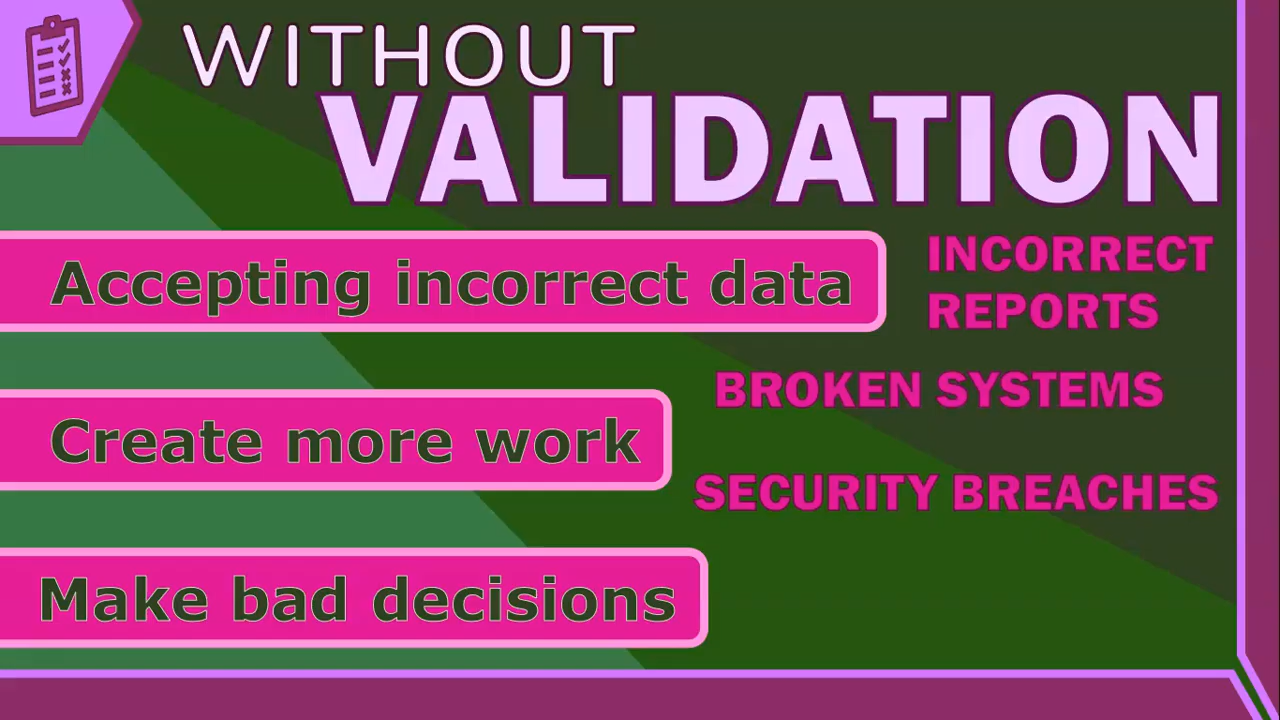 WITHOUT
VALIDATION
Accepting incorrect data
INCORRECT
REPORTS
BROKEN SYSTEMS
Create more work
SECURITY BREACHES
Make bad decisions